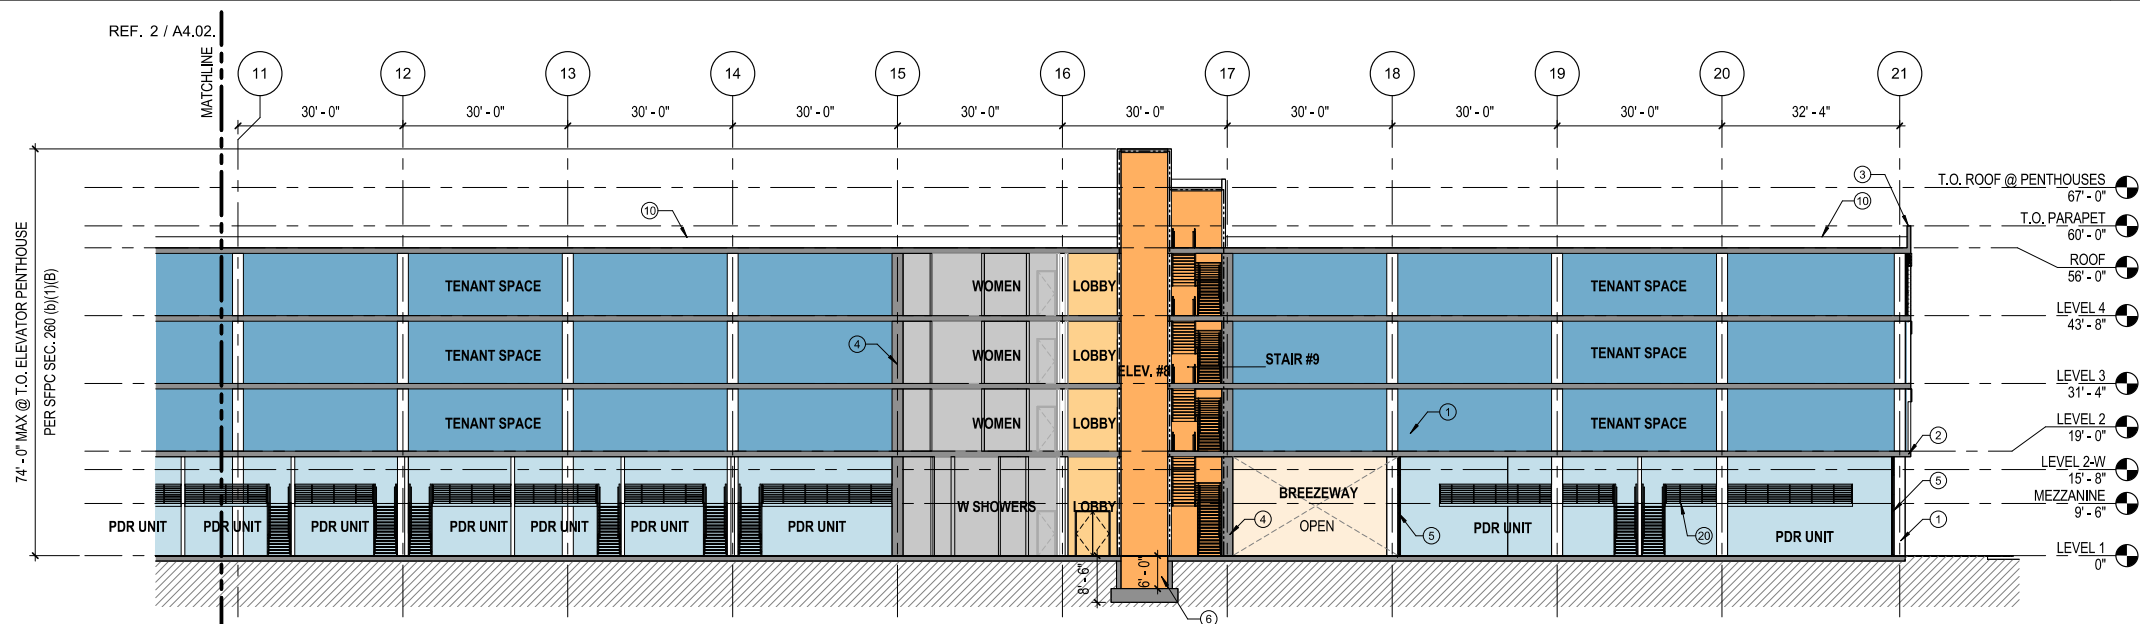 REF. 2 / A4.02.
MATCHLINE
11 12 13 14 15 16 17 18 19 20 21
30' - 0" 30' - 0" 30' - 0" 30' - 0" 30' - 0" 30' - 0" 30' - 0" 30' - 0" 30' - 0" 32' - 4"
74' - 0" MAX @ T.O. ELEVATOR PENTHOUSE
PER SFPC SEC. 260 (b)(1)(B)
3
T.O. ROOF @ PENTHOUSES
67' - 0"
10
10
T.O. PARAPET
60' - 0"
ROOF
56' - 0"
TENANT SPACE WOMEN LOBBY TENANT SPACE
LEVEL 4
43' - 8"
4
TENANT SPACE WOMEN LOBBY STAIR #9 TENANT SPACE
ELEV. #8
LEVEL 3
31' - 4"
1
TENANT SPACE WOMEN LOBBY TENANT SPACE
LEVEL 2
19' - 0"
2
LEVEL 2-W
15' - 8"
5
MEZZANINE
9' - 6"
BREEZEWAY
OPEN
W SHOWERS LOBBY
PDR UNIT PDR UNIT PDR UNIT PDR UNIT PDR UNIT PDR UNIT PDR UNIT
4
5
PDR UNIT
20
PDR UNIT
1
LEVEL 1
0"
8' - 6"
6' - 0"
6